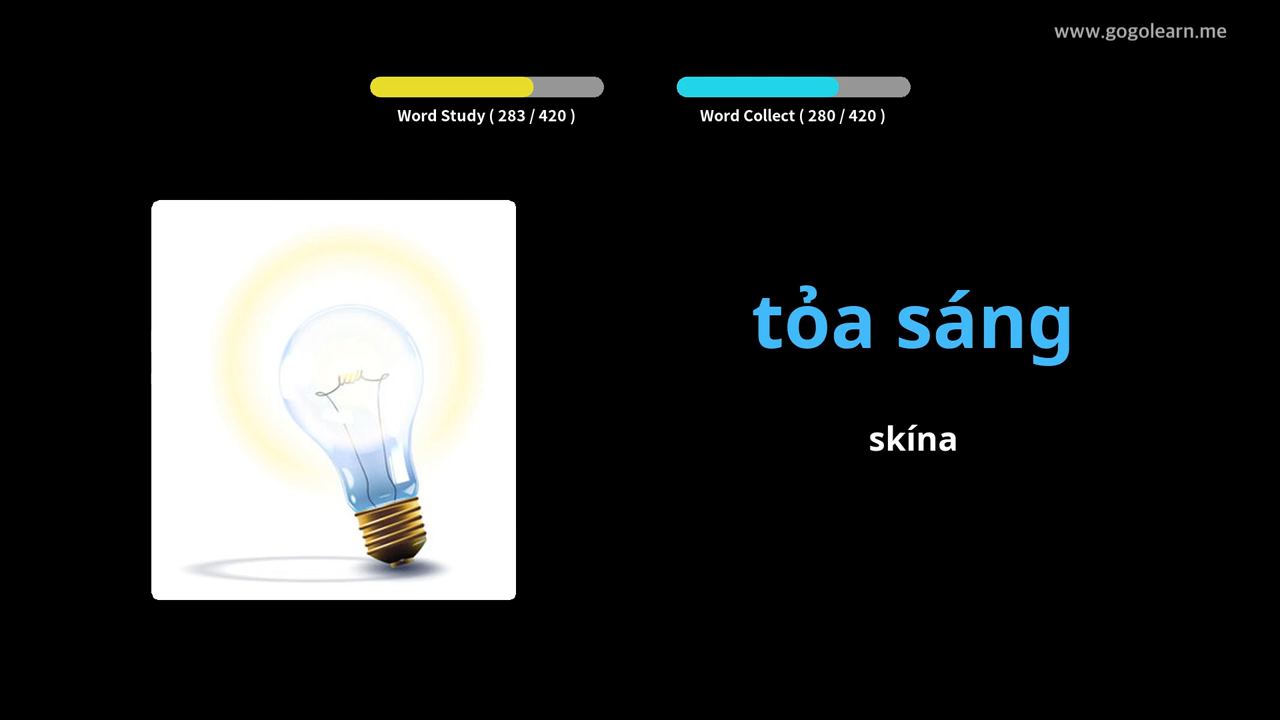 www.gogolearn.me
Word Study ( 283 / 420 )
Word Collect ( 280 / 420 )
tỏa sáng
skína